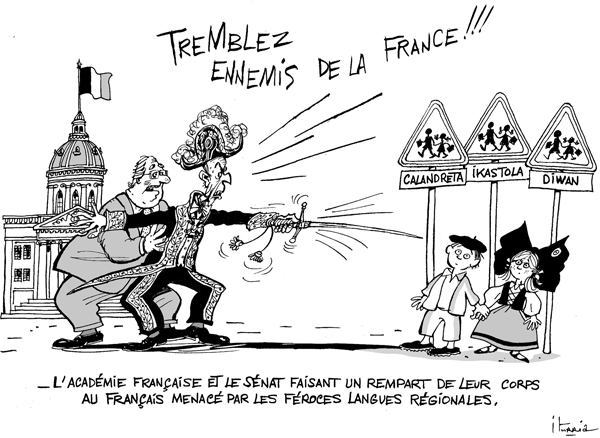 TREMBLEZ
ENNEMIS DE LA FRANCE!!!
CALANDRETA
IKASTOLA
DIWAN
_ L'ACADÉMIE FRANÇAISE ET LE SÉNAT FAISANT UN REMPART DE LEUR CORPS
AU FRANÇAIS MENACÉ PAR LES FÉROCES LANGUES RÉGIONALES.
iturria